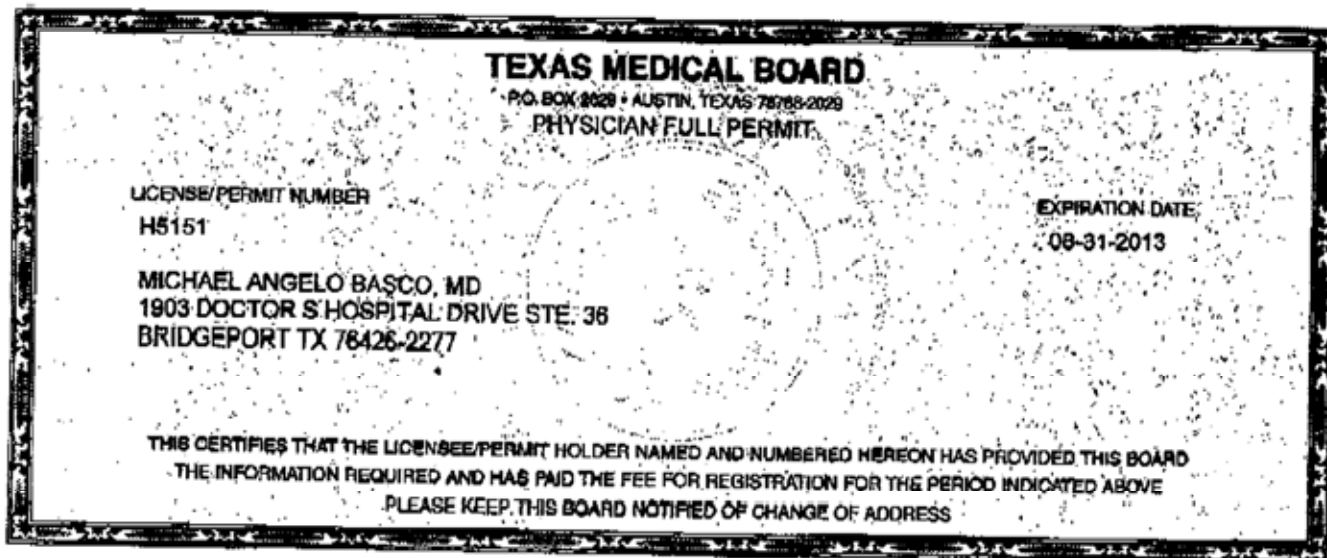 TEXAS MEDICAL BOARD
P.O. BOX 2029 • AUSTIN, TEXAS 78768-2029
PHYSICIAN FULL PERMIT
LICENSE/PERMIT NUMBER
H5151
EXPIRATION DATE
08-31-2013
MICHAEL ANGELO BASCO, MD
1903 DOCTOR S HOSPITAL DRIVE STE. 36
BRIDGEPORT TX 76426-2277
THIS CERTIFIES THAT THE LICENSEE/PERMIT HOLDER NAMED AND NUMBERED HEREON HAS PROVIDED THIS BOARD
THE INFORMATION REQUIRED AND HAS PAID THE FEE FOR REGISTRATION FOR THE PERIOD INDICATED ABOVE
PLEASE KEEP THIS BOARD NOTIFIED OF CHANGE OF ADDRESS